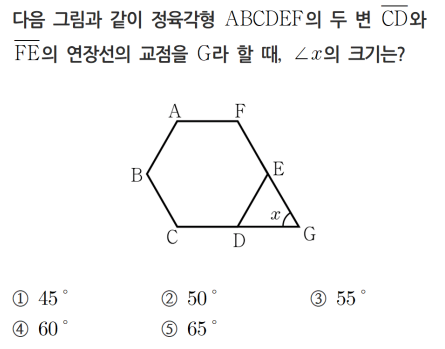 다음 그림과 같이 정육각형 ABCDEF의 두 변 CD와
FE의 연장선의 교점을 G라 할 때, ∠x의 크기는?
A F
B E
x
C D G
① 45° ② 50° ③ 55°
④ 60° ⑤ 65°